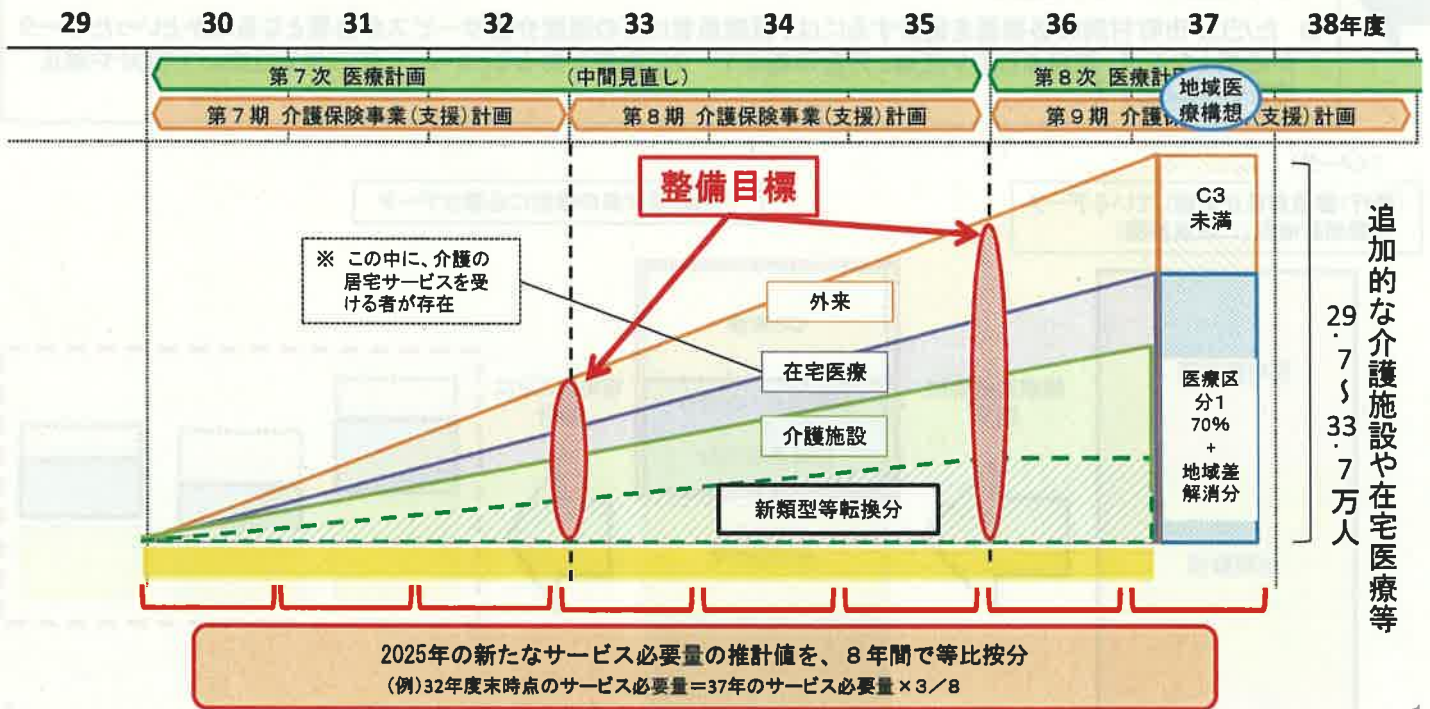 29 30 31 32 33 34 35 36 37 38年度
第7次 医療計画 (中間見直し)
第8次 医療計
地域医
療構想
第7期 介護保険事業(支援)計画
第8期 介護保険事業(支援)計画
第9期 介護 (支援)計画
整備目標
※ この中に、介護の
居宅サービスを受
ける者が存在
外来
在宅医療
介護施設
新類型等転換分
C3
未満
医療区
分1
70%
+
地域差
解消分
追加的な介護施設や在宅医療等
29.7~33.7万人
2025年の新たなサービス必要量の推計値を、8年間で等比按分
(例)32年度末時点のサービス必要量=37年のサービス必要量×3/8